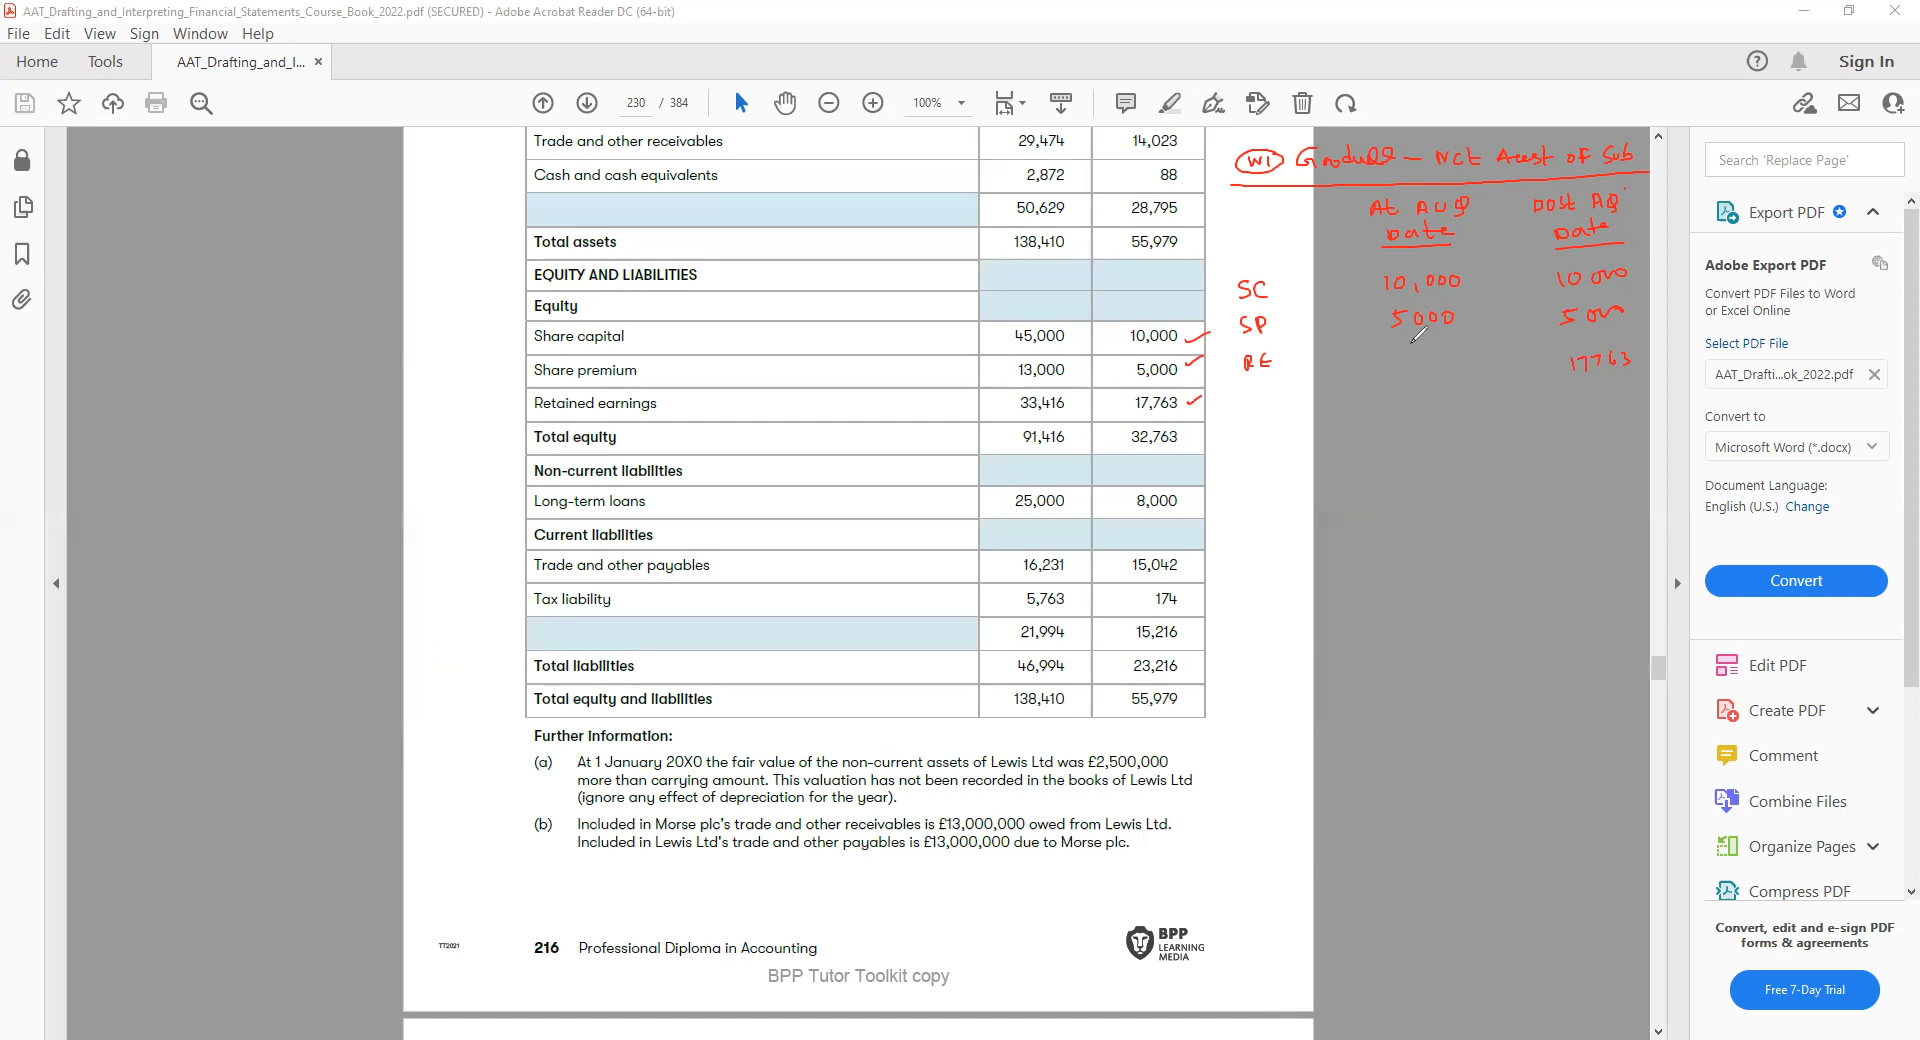 AAT_Drafting_and_Interpreting_Financial_Statements_Course_Book_2022.pdf (SECURED) - Adobe Acrobat Reader DC (64-bit)
File Edit View Sign Window Help
Home Tools AAT_Drafting_and_I... × Sign In
230 / 384 100%
Trade and other receivables 29,474 14,023
Cash and cash equivalents 2,872 88
50,629 28,795
Total assets 138,410 55,979
EQUITY AND LIABILITIES
Equity
Share capital 45,000 10,000
Share premium 13,000 5,000
Retained earnings 33,416 17,763
Total equity 91,416 32,763
Non-current liabilities
Long-term loans 25,000 8,000
Current liabilities
Trade and other payables 16,231 15,042
Tax liability 5,763 174
21,994 15,216
Total liabilities 46,994 23,216
Total equity and liabilities 138,410 55,979
Further information:
(a) At 1 January 20X0 the fair value of the non-current assets of Lewis Ltd was £2,500,000
more than carrying amount. This valuation has not been recorded in the books of Lewis Ltd
(ignore any effect of depreciation for the year).
(b) Included in Morse plc's trade and other receivables is £13,000,000 owed from Lewis Ltd.
Included in Lewis Ltd's trade and other payables is £13,000,000 due to Morse plc.
TT2021 216 Professional Diploma in Accounting
BPP
LEARNING
MEDIA
BPP Tutor Toolkit copy
W1 – Net of Sub
At Post
Date Date
SC 10,000 10000
SP 5000 5000
RE 17763
Search 'Replace Page'
Export PDF
Adobe Export PDF
Convert PDF Files to Word
or Excel Online
Select PDF File
AAT_Drafti...ok_2022.pdf ×
Convert to
Microsoft Word (*.docx)
Document Language:
English (U.S.) Change
Convert
Edit PDF
Create PDF
Comment
Combine Files
Organize Pages
Compress PDF
Convert, edit and e-sign PDF
forms & agreements
Free 7-Day Trial